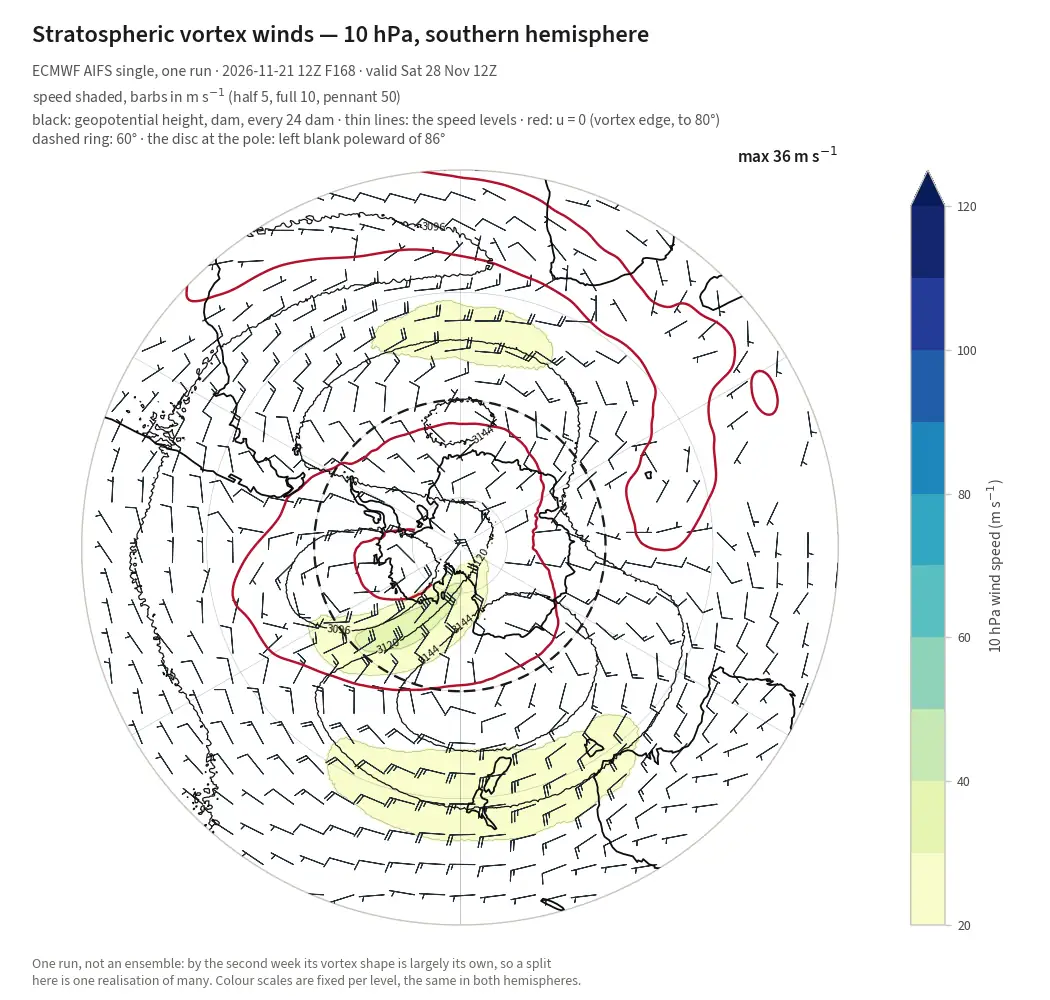 Stratospheric vortex winds — 10 hPa, southern hemisphere
ECMWF AIFS single, one run · 2026-11-21 12Z F168 · valid Sat 28 Nov 12Z
speed shaded, barbs in m s⁻¹ (half 5, full 10, pennant 50)
black: geopotential height, dam, every 24 dam · thin lines: the speed levels · red: u = 0 (vortex edge, to 80°)
dashed ring: 60° · the disc at the pole: left blank poleward of 86°
max 36 m s⁻¹
120
100
80
60
40
20
10 hPa wind speed (m s⁻¹)
3096
3144
3096
3120
3144
3144
One run, not an ensemble: by the second week its vortex shape is largely its own, so a split
here is one realisation of many. Colour scales are fixed per level, the same in both hemispheres.